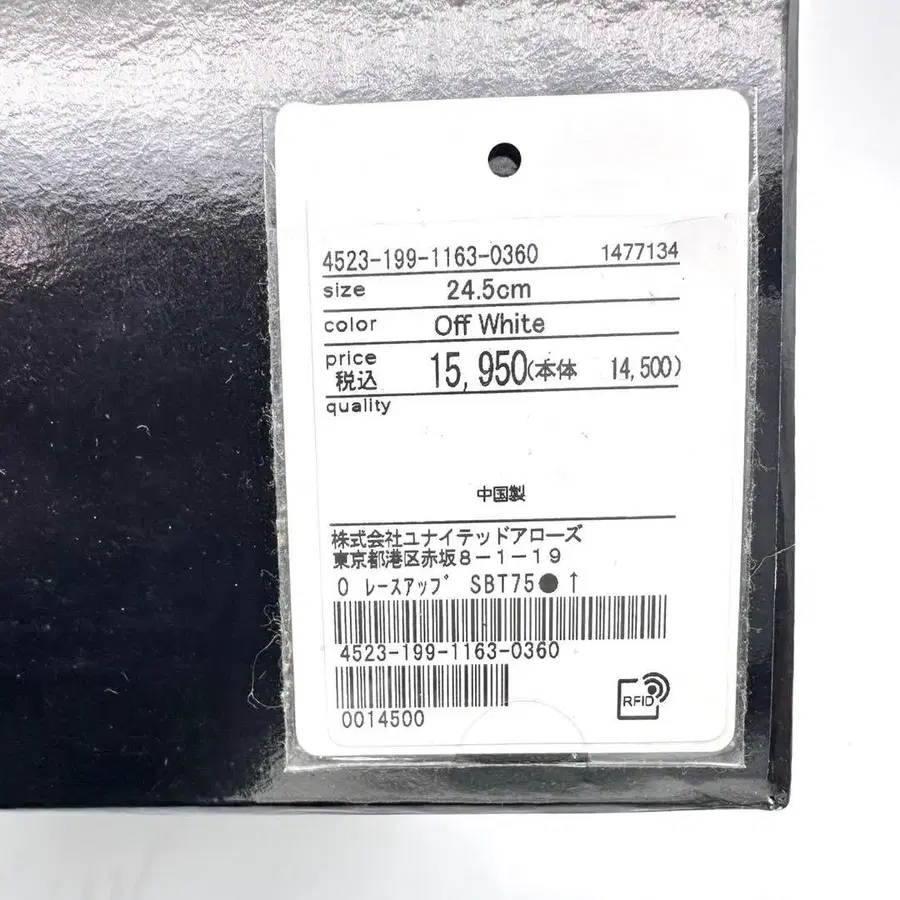 4523-199-1163-0360 1477134
size 24.5cm
color Off White
price 税込 15,950(本体 14,500)
quality
中国製
株式会社ユナイテッドアローズ
東京都港区赤坂8-1-19
O レースアップ SBT75● ↑
4523-199-1163-0360
0014500
RFID